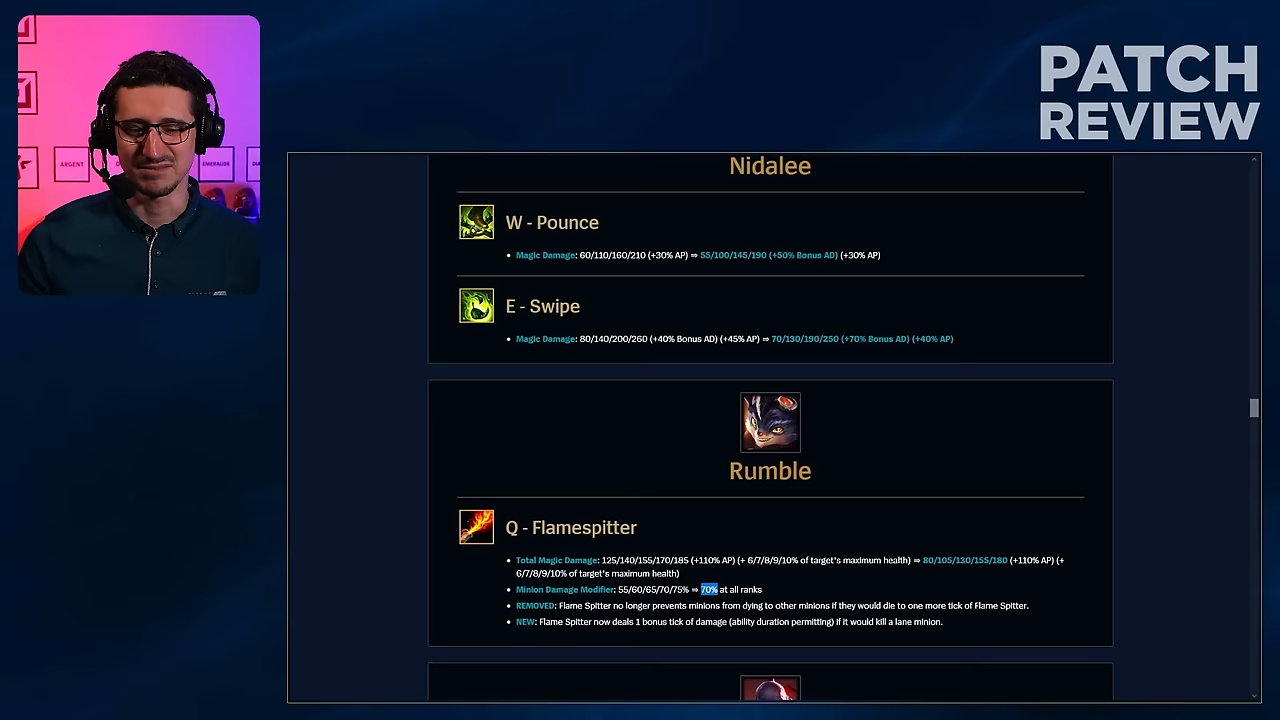 PATCH
REVIEW
ARGENT
EMERAUDE
Nidalee
W - Pounce
• Magic Damage: 60/110/160/210 (+30% AP) ⇒ 55/100/145/190 (+50% Bonus AD) (+30% AP)
E - Swipe
• Magic Damage: 80/140/200/260 (+40% Bonus AD) (+45% AP) ⇒ 70/130/190/250 (+70% Bonus AD) (+40% AP)
Rumble
Q - Flamespitter
• Total Magic Damage: 125/140/155/170/185 (+110% AP) (+ 6/7/8/9/10% of target's maximum health) ⇒ 80/105/130/155/180 (+110% AP) (+
6/7/8/9/10% of target's maximum health)
• Minion Damage Modifier: 55/60/65/70/75% ⇒ 70% at all ranks
• REMOVED: Flame Spitter no longer prevents minions from dying to other minions if they would die to one more tick of Flame Spitter.
• NEW: Flame Spitter now deals 1 bonus tick of damage (ability duration permitting) if it would kill a lane minion.